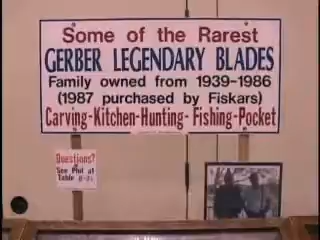 Some of the Rarest
GERBER LEGENDARY BLADES
Family owned from 1939-1986
(1987 purchased by Fiskars)
Carving-Kitchen-Hunting- Fishing-Pocket
Questions?
See Phil at
Table